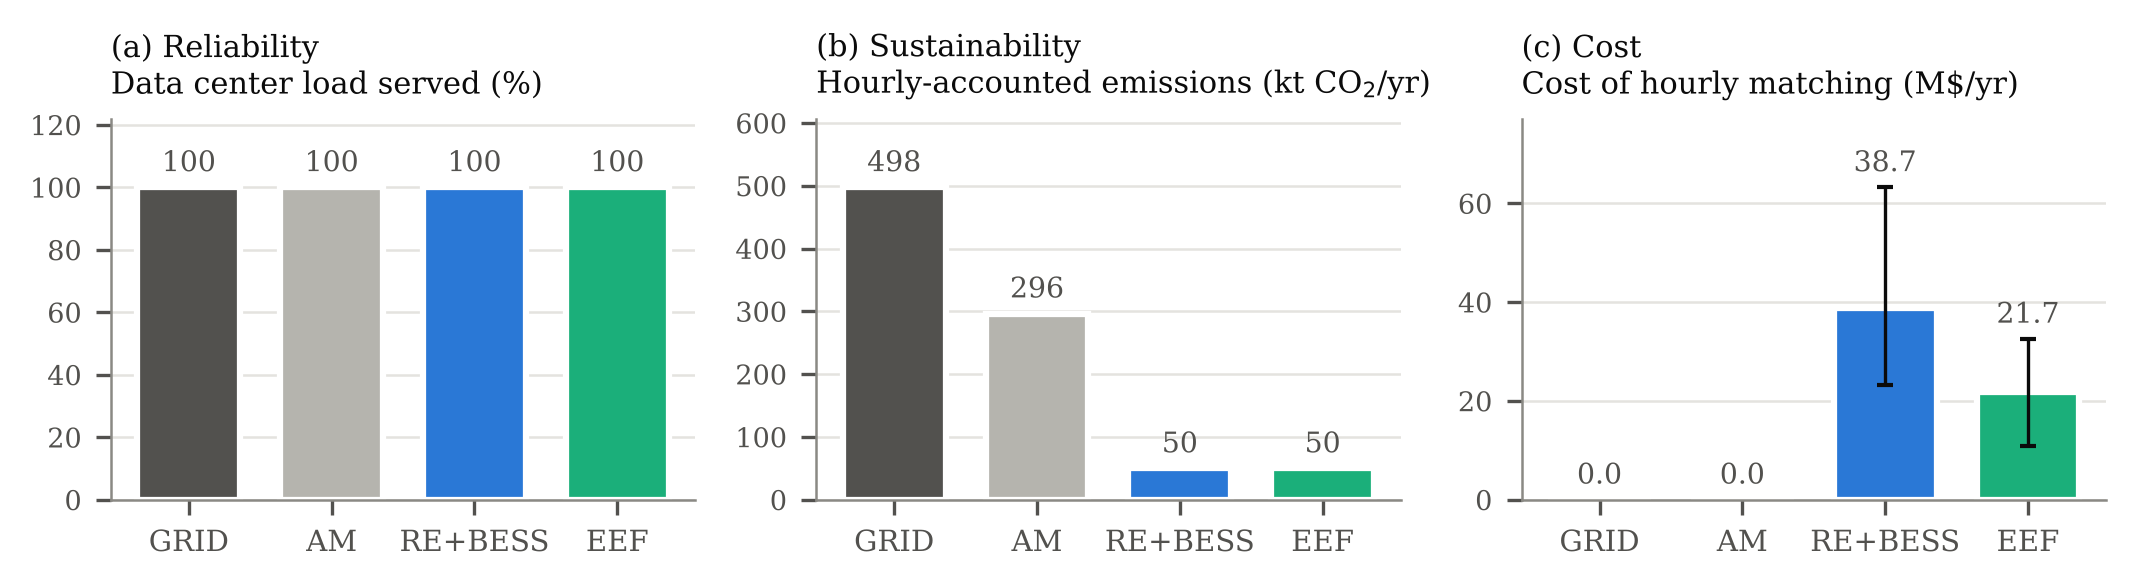 (a) Reliability
Data center load served (%)
120
100
80
60
40
20
0
100
100
100
100
GRID
AM
RE+BESS
EEF
(b) Sustainability
Hourly-accounted emissions (kt CO₂/yr)
600
500
400
300
200
100
0
498
296
50
50
GRID
AM
RE+BESS
EEF
(c) Cost
Cost of hourly matching (M$/yr)
60
40
20
0
0.0
0.0
38.7
21.7
GRID
AM
RE+BESS
EEF